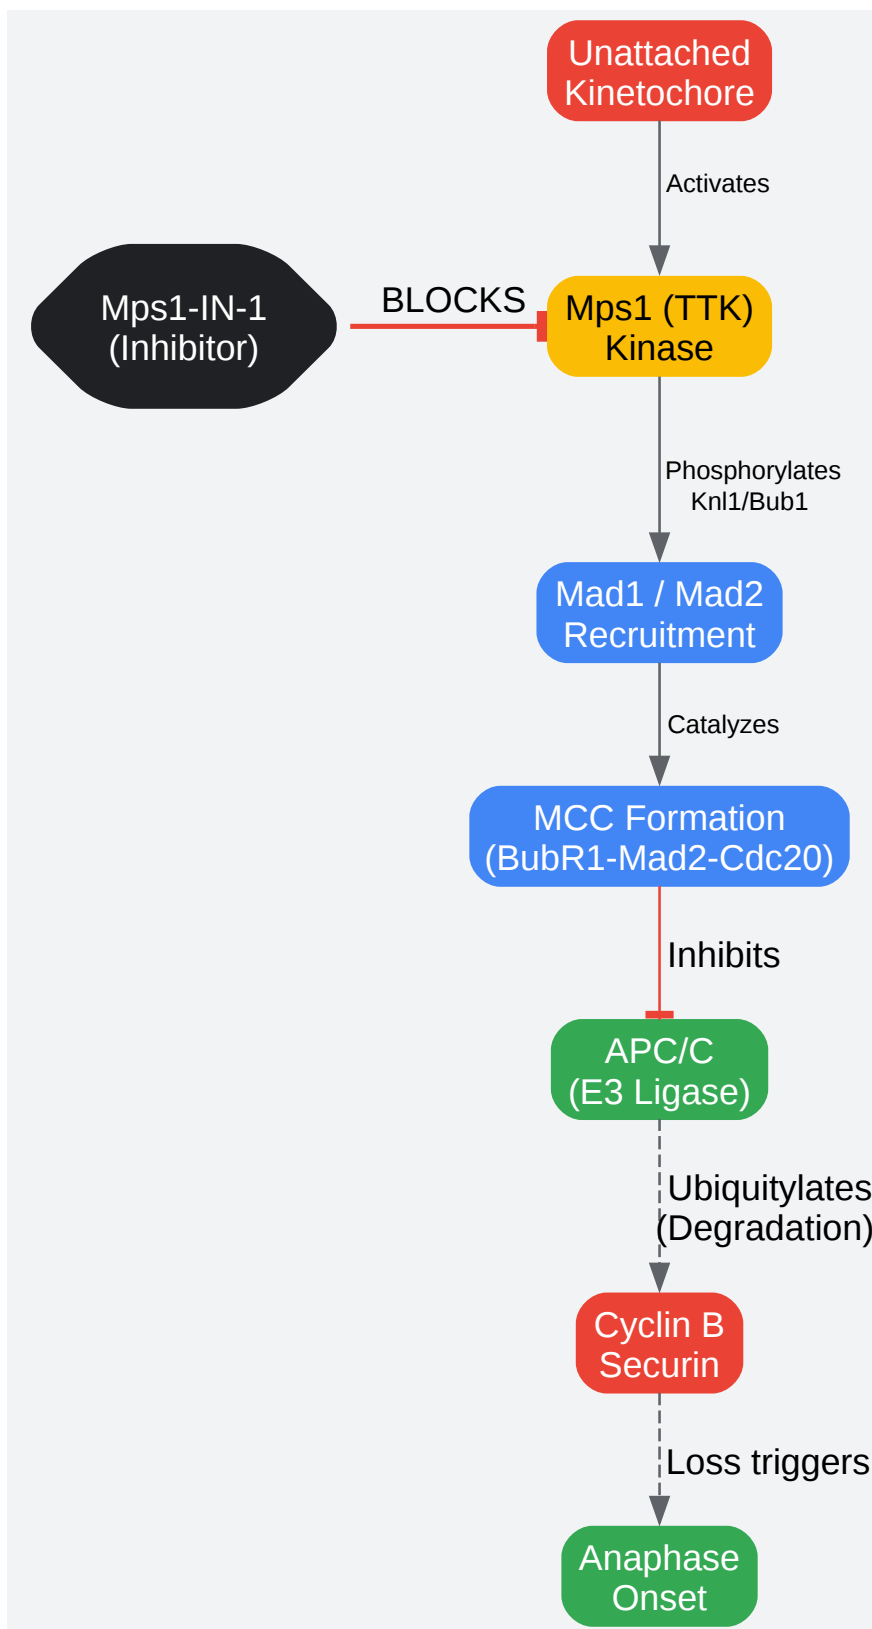 Unattached
Kinetochore
Activates
Mps1-IN-1
(Inhibitor)
BLOCKS
Mps1 (TTK)
Kinase
Phosphorylates
Knl1/Bub1
Mad1 / Mad2
Recruitment
Catalyzes
MCC Formation
(BubR1-Mad2-Cdc20)
Inhibits
APC/C
(E3 Ligase)
Ubiquitylates
(Degradation)
Cyclin B
Securin
Loss triggers
Anaphase
Onset